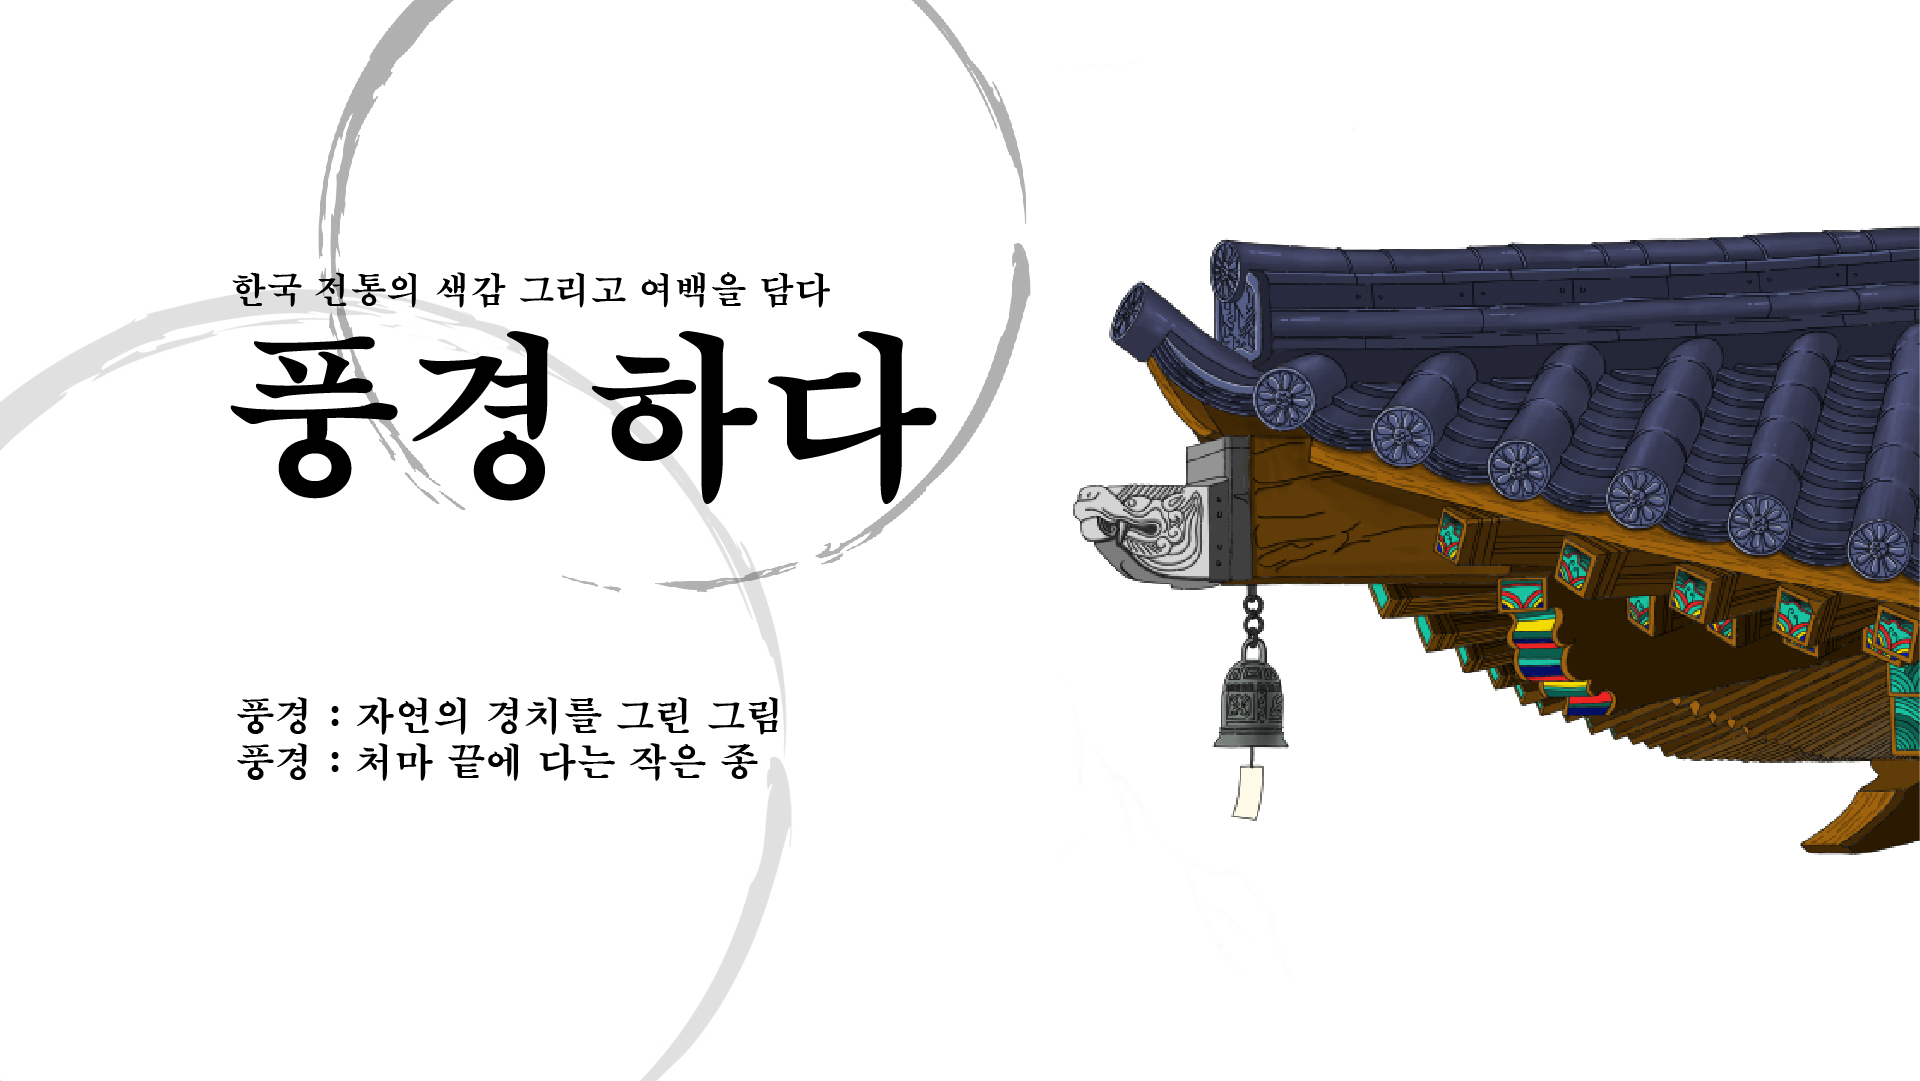 한국 전통의 색감 그리고 여백을 담다
풍경하다
풍경 : 자연의 경치를 그린 그림
풍경 : 처마 끝에 다는 작은 종